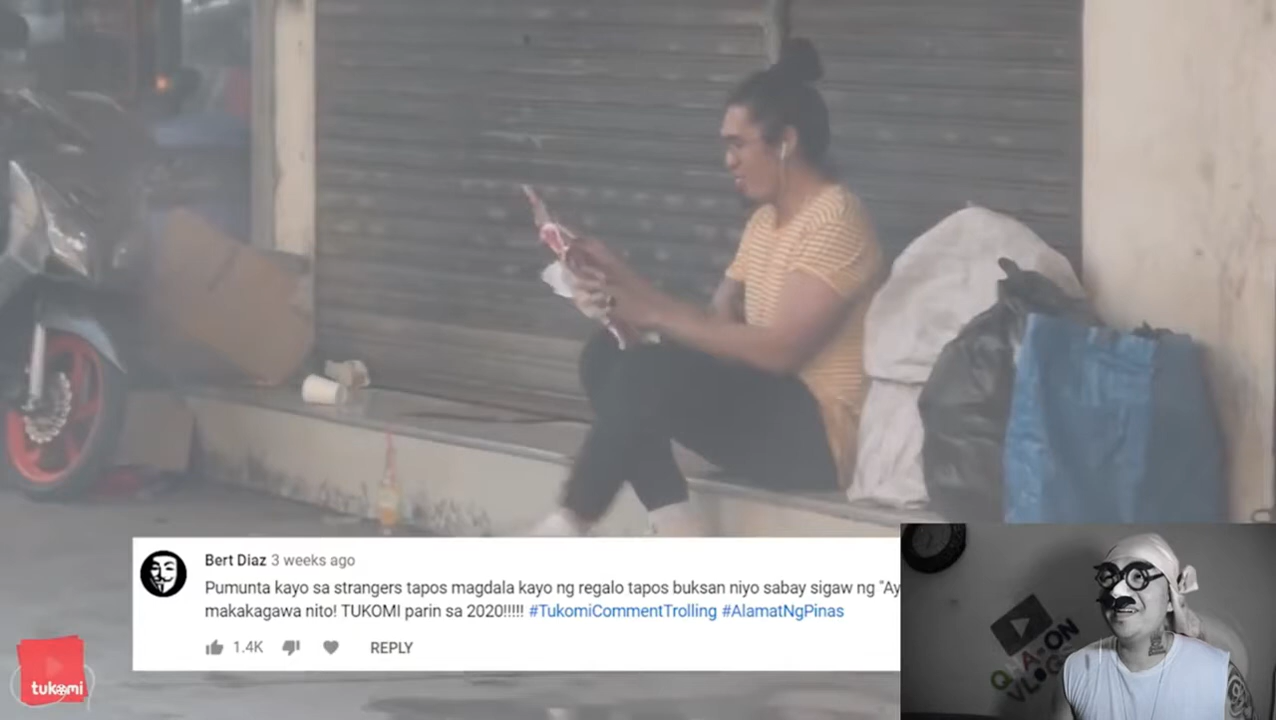 Bert Diaz 3 weeks ago
Pumunta kayo sa strangers tapos magdala kayo ng regalo tapos buksan niyo sabay sigaw ng "Ay
makakagawa nito! TUKOMI parin sa 2020!!!!! #TukomiCommentTrolling #AlamatNgPinas
1.4K REPLY
tukomi
VLOG